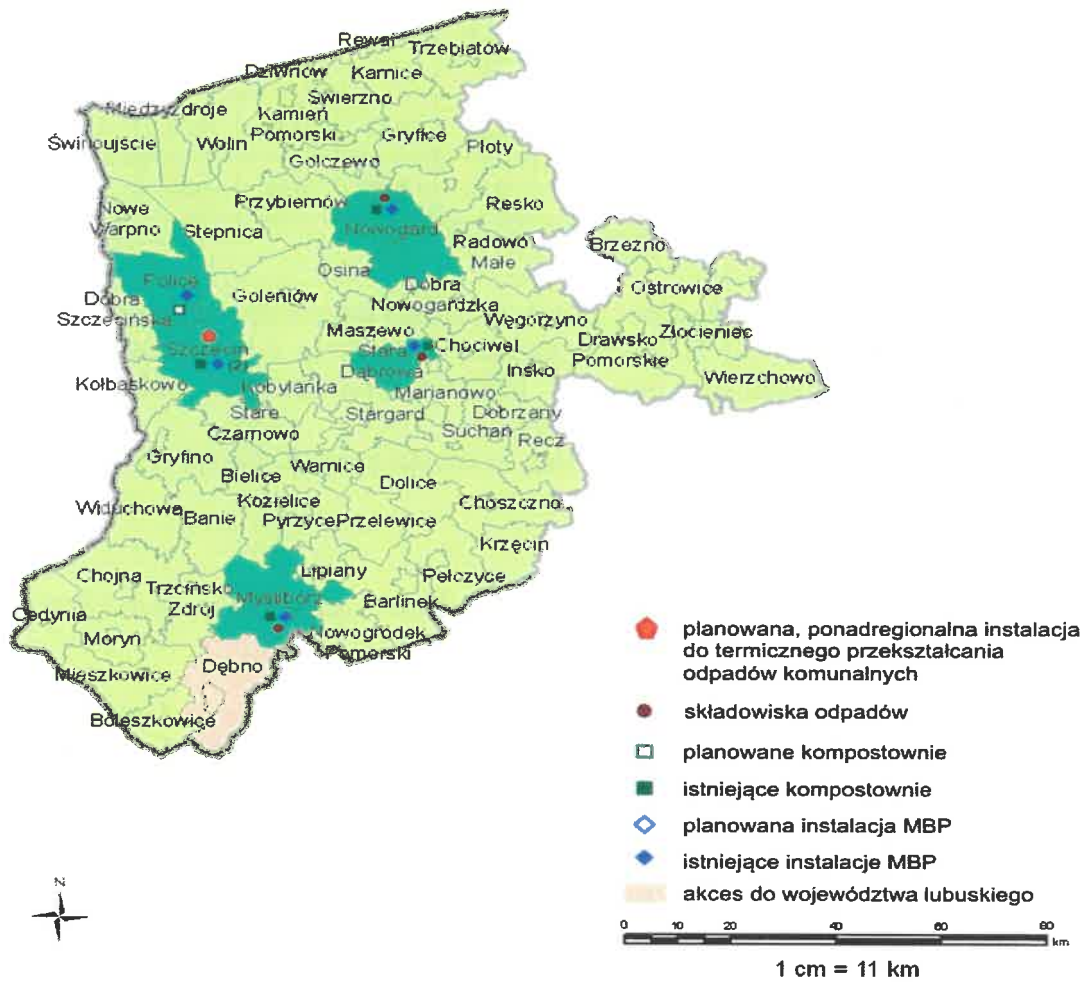 Rewal
Trzebiatów
Dziwnów
Karnice
Świerzno
Międzyzdroje
Kamień
Pomorski
Gryfice
Świnoujście
Wolin
Płoty
Golczewo
Przybiernów
Resko
Nowe
Warpno
Stepnica
Nowogard
Radowo
Małe
Brzeżno
Osina
Police
Dobra
Nowogardzka
Ostrowice
Dobra
Szczecińska
Goleniów
Węgorzyno
Maszewo
Chociwel
Drawsko
Pomorskie
Złocieniec
Szczecin
(2)
Stara
Dąbrowa
Ińsko
Wierzchowo
Kołbaskowo
Kobylanka
Marianowo
Stare
Czarnowo
Stargard
Dobrzany
Suchań
Recz
Gryfino
Bielice
Warnice
Dolice
Widuchowa
Banie
Kozielice
Pyrzyce
Przelewice
Choszczno
Krzęcin
Chojna
Trzcińsko
Zdrój
Lipiany
Pełczyce
Myślibórz
Barlinek
Cedynia
Moryń
Nowogródek
Pomorski
Mieszkowice
Dębno
Boleszkowice
planowana, ponadregionalna instalacja
do termicznego przekształcania
odpadów komunalnych
składowiska odpadów
planowane kompostownie
istniejące kompostownie
planowana instalacja MBP
istniejące instalacje MBP
akces do województwa lubuskiego
N
0 10 20 40 60 80
km
1 cm = 11 km